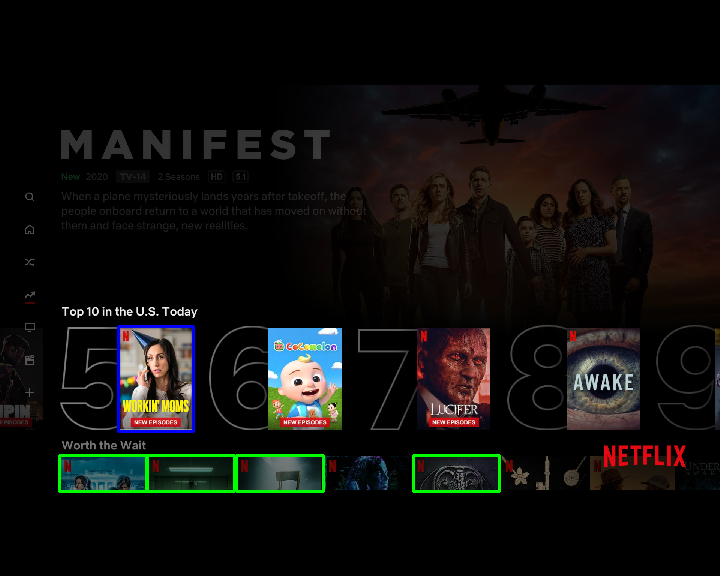 MANIFEST
New 2020 TV-14 2 Seasons HD 5.1
When a plane mysteriously lands years after takeoff, the
people onboard return to a world that has moved on without
them and face strange, new realities.
Top 10 in the U.S. Today
5 6 7 8 9
WORKIN' MOMS
NEW EPISODES
CoComelon
NEW EPISODES
LUCIFER
NEW EPISODES
AWAKE
Worth the Wait
NETFLIX